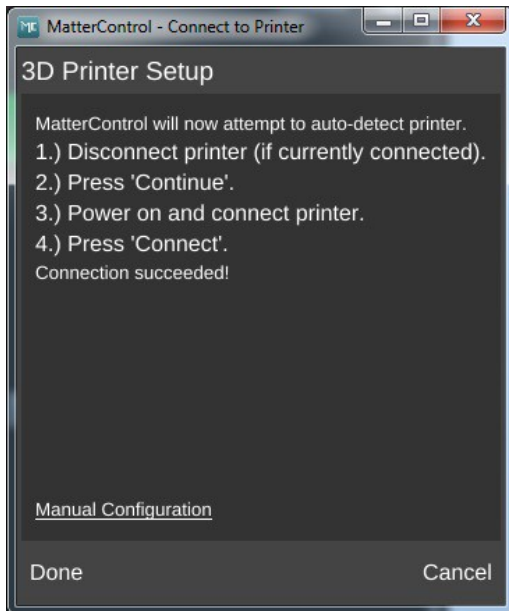 MC MatterControl - Connect to Printer
3D Printer Setup
MatterControl will now attempt to auto-detect printer.
1.) Disconnect printer (if currently connected).
2.) Press 'Continue'.
3.) Power on and connect printer.
4.) Press 'Connect'.
Connection succeeded!
Manual Configuration
Done Cancel